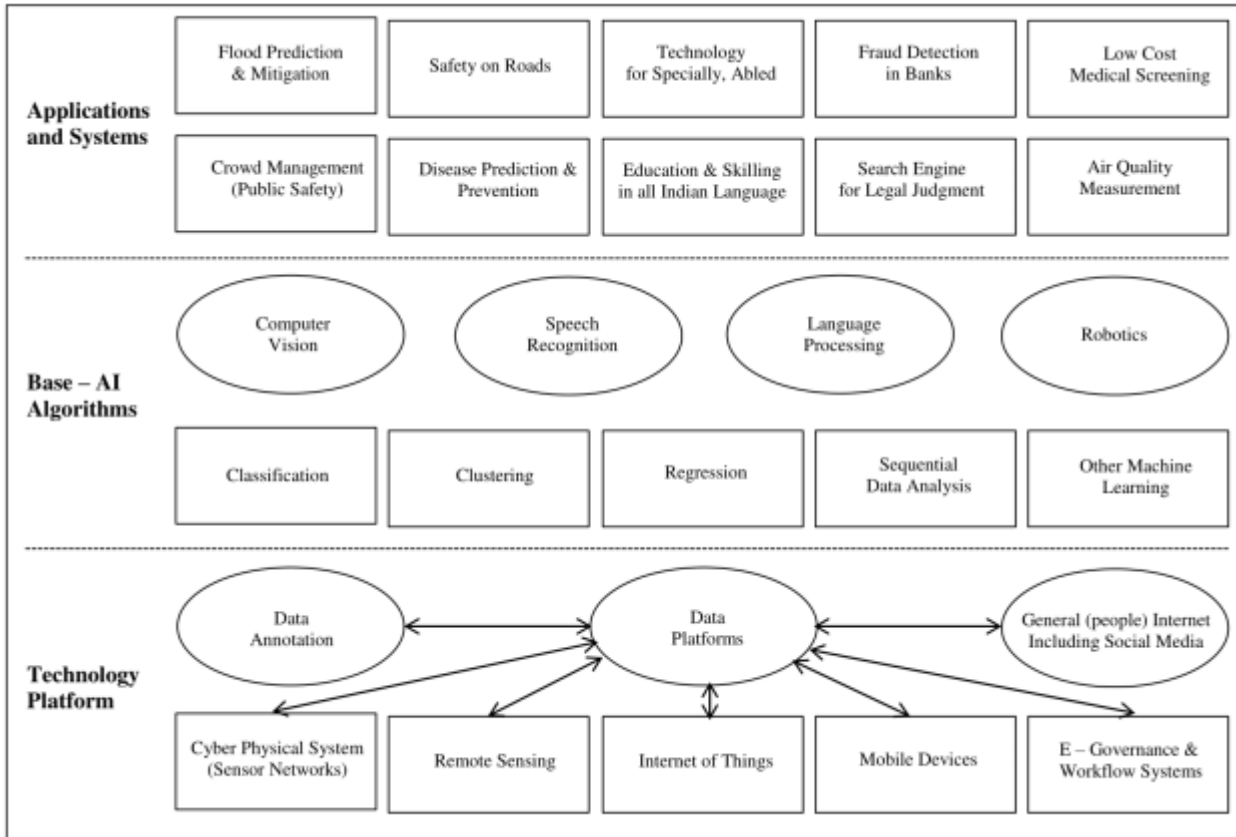 Applications
and Systems
Flood Prediction
& Mitigation
Safety on Roads
Technology
for Specially, Abled
Fraud Detection
in Banks
Low Cost
Medical Screening
Crowd Management
(Public Safety)
Disease Prediction &
Prevention
Education & Skilling
in all Indian Language
Search Engine
for Legal Judgment
Air Quality
Measurement
Base – AI
Algorithms
Computer
Vision
Speech
Recognition
Language
Processing
Robotics
Classification
Clustering
Regression
Sequential
Data Analysis
Other Machine
Learning
Technology
Platform
Data
Annotation
Data
Platforms
General (people) Internet
Including Social Media
Cyber Physical System
(Sensor Networks)
Remote Sensing
Internet of Things
Mobile Devices
E – Governance &
Workflow Systems